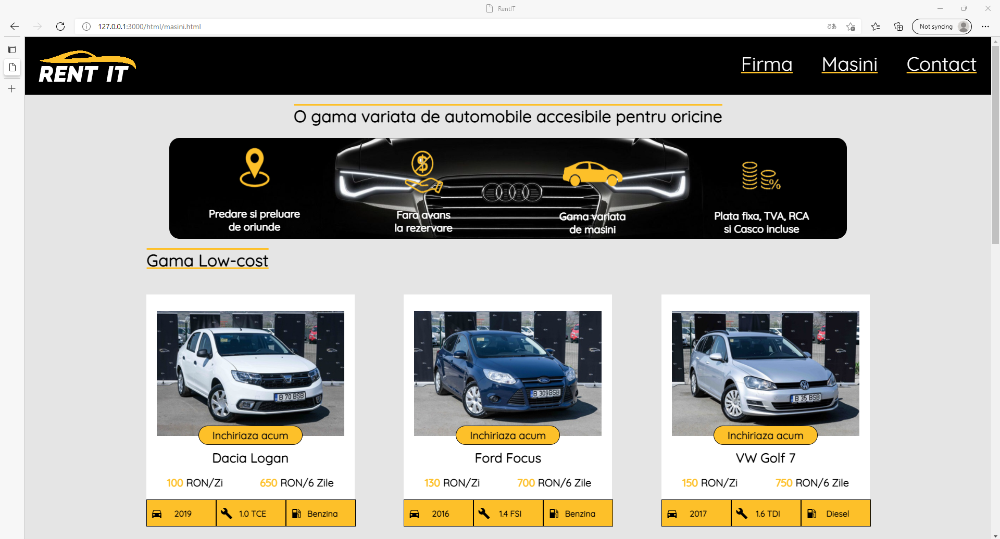 RentIT
127.0.0.1:3000/html/masini.html
aあ
Not syncing
RENT IT
Firma Masini Contact
O gama variata de automobile accesibile pentru oricine
Predare si preluare
de oriunde
Fara avans
la rezervare
Gama variata
de masini
Plata fixa, TVA, RCA
si Casco incluse
Gama Low-cost
B 70 BSB
Inchiriaza acum
Dacia Logan
100 RON/Zi 650 RON/6 Zile
2019 1.0 TCE Benzina
Ford
B 309 BSB
Inchiriaza acum
Ford Focus
130 RON/Zi 700 RON/6 Zile
2016 1.4 FSI Benzina
B 35 BSB
Inchiriaza acum
VW Golf 7
150 RON/Zi 750 RON/6 Zile
2017 1.6 TDI Diesel